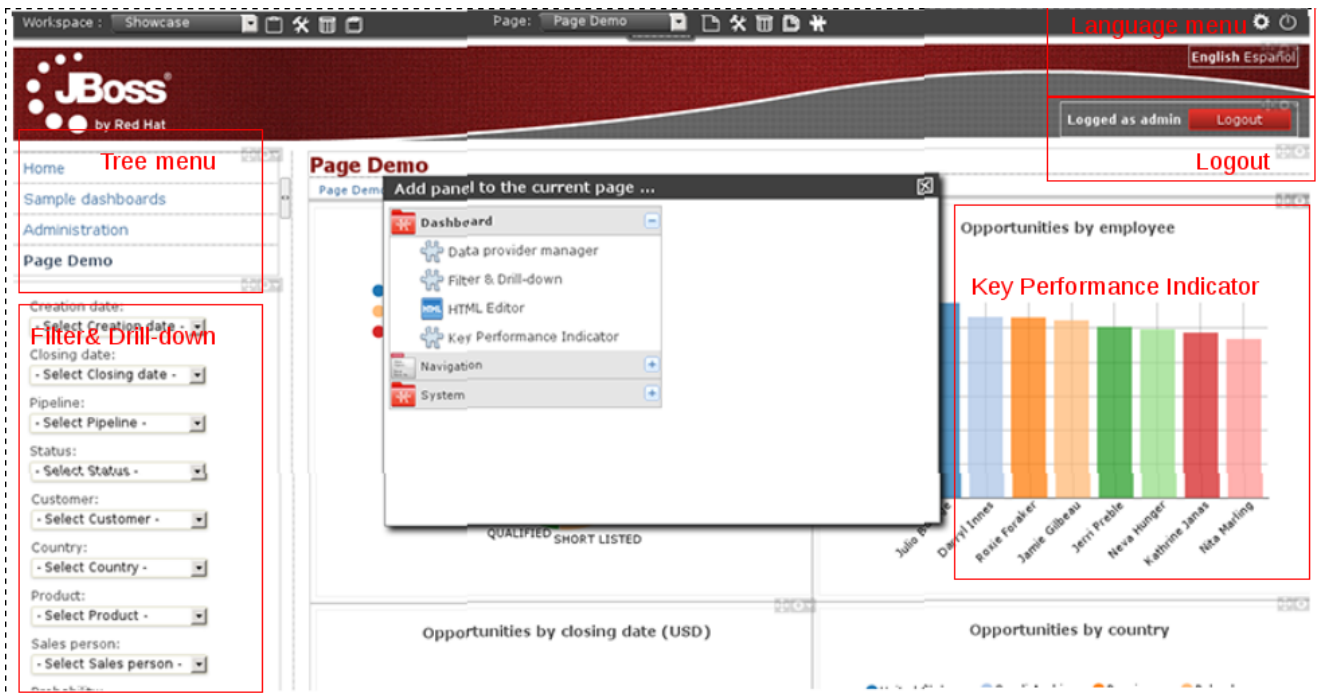 Workspace : Showcase Page: Page Demo
Language menu
English Español
JBoss®
by Red Hat
Logged as admin Logout
Logout
Tree menu
Home
Sample dashboards
Administration
Page Demo
Page Demo
Page Demo
Add panel to the current page ...
Dashboard
Data provider manager
Filter & Drill-down
HTML HTML Editor
Key Performance Indicator
Navigation
System
Filter& Drill-down
Creation date:
- Select Creation date -
Closing date:
- Select Closing date -
Pipeline:
- Select Pipeline -
Status:
- Select Status -
Customer:
- Select Customer -
Country:
- Select Country -
Product:
- Select Product -
Sales person:
- Select Sales person -
Probability:
QUALIFIED
SHORT LISTED
Opportunities by employee
Key Performance Indicator
Julio
Darryl Innes
Roxie Foraker
Jamie Gilbeau
Jerri Preble
Neva Hunger
Kathrine Janas
Nita Marling
Opportunities by closing date (USD)
Opportunities by country